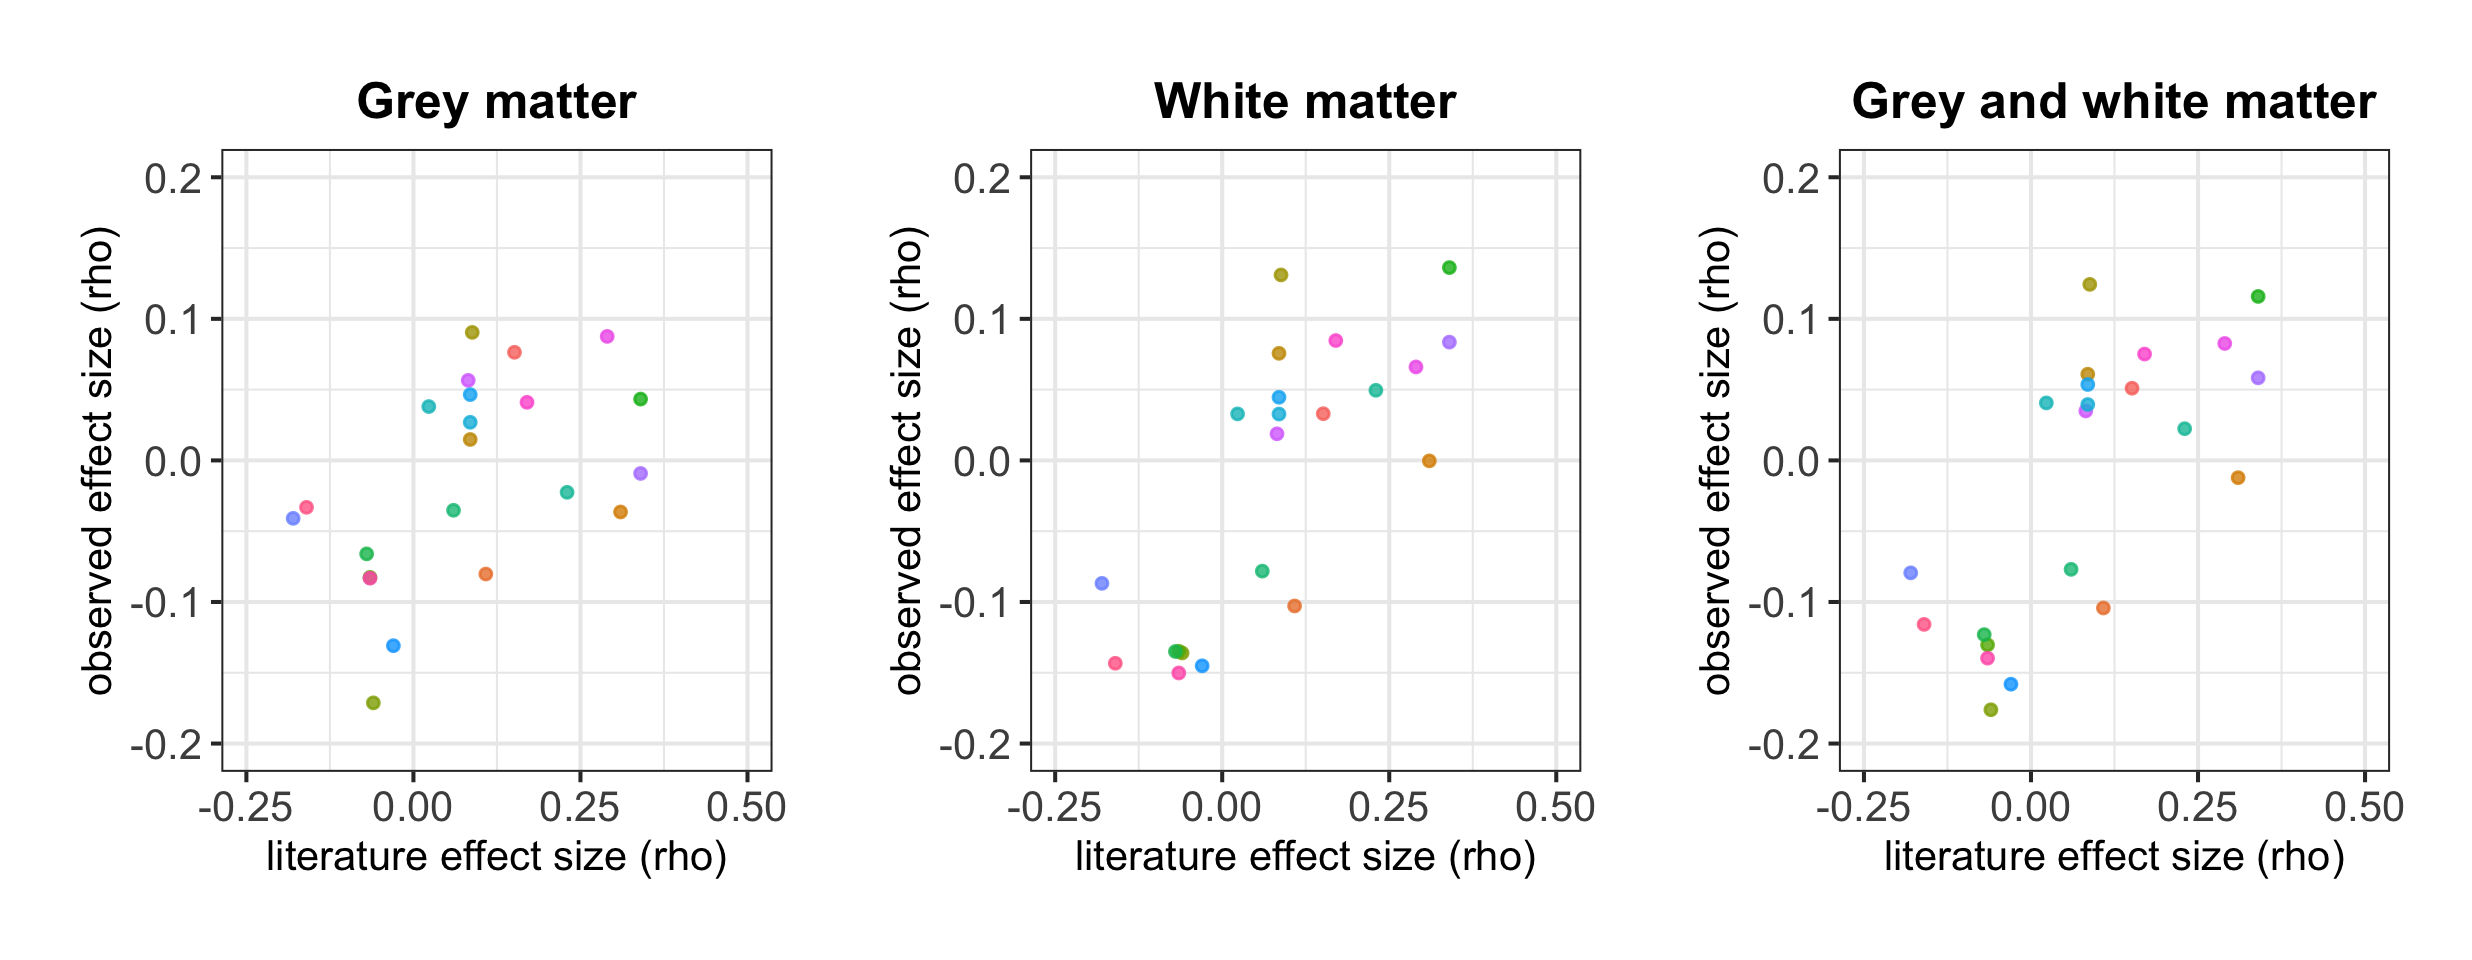 Grey matter
White matter
Grey and white matter
observed effect size (rho)
0.2
0.1
0.0
-0.1
-0.2
-0.25 0.00 0.25 0.50
literature effect size (rho)
observed effect size (rho)
0.2
0.1
0.0
-0.1
-0.2
-0.25 0.00 0.25 0.50
literature effect size (rho)
observed effect size (rho)
0.2
0.1
0.0
-0.1
-0.2
-0.25 0.00 0.25 0.50
literature effect size (rho)